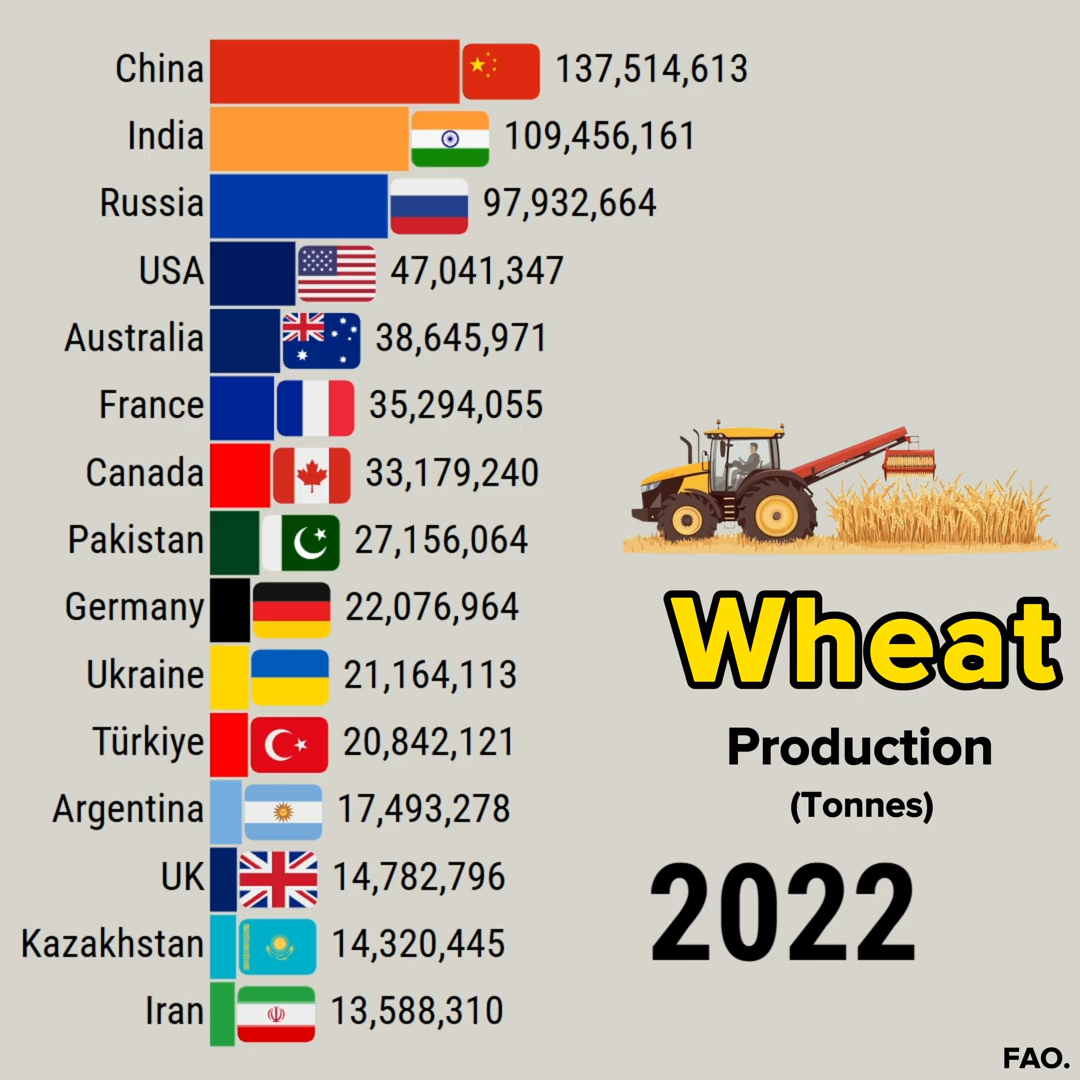 China 137,514,613
India 109,456,161
Russia 97,932,664
USA 47,041,347
Australia 38,645,971
France 35,294,055
Canada 33,179,240
Pakistan 27,156,064
Germany 22,076,964
Ukraine 21,164,113
Türkiye 20,842,121
Argentina 17,493,278
UK 14,782,796
Kazakhstan 14,320,445
Iran 13,588,310
Wheat
Production
(Tonnes)
2022
FAO.